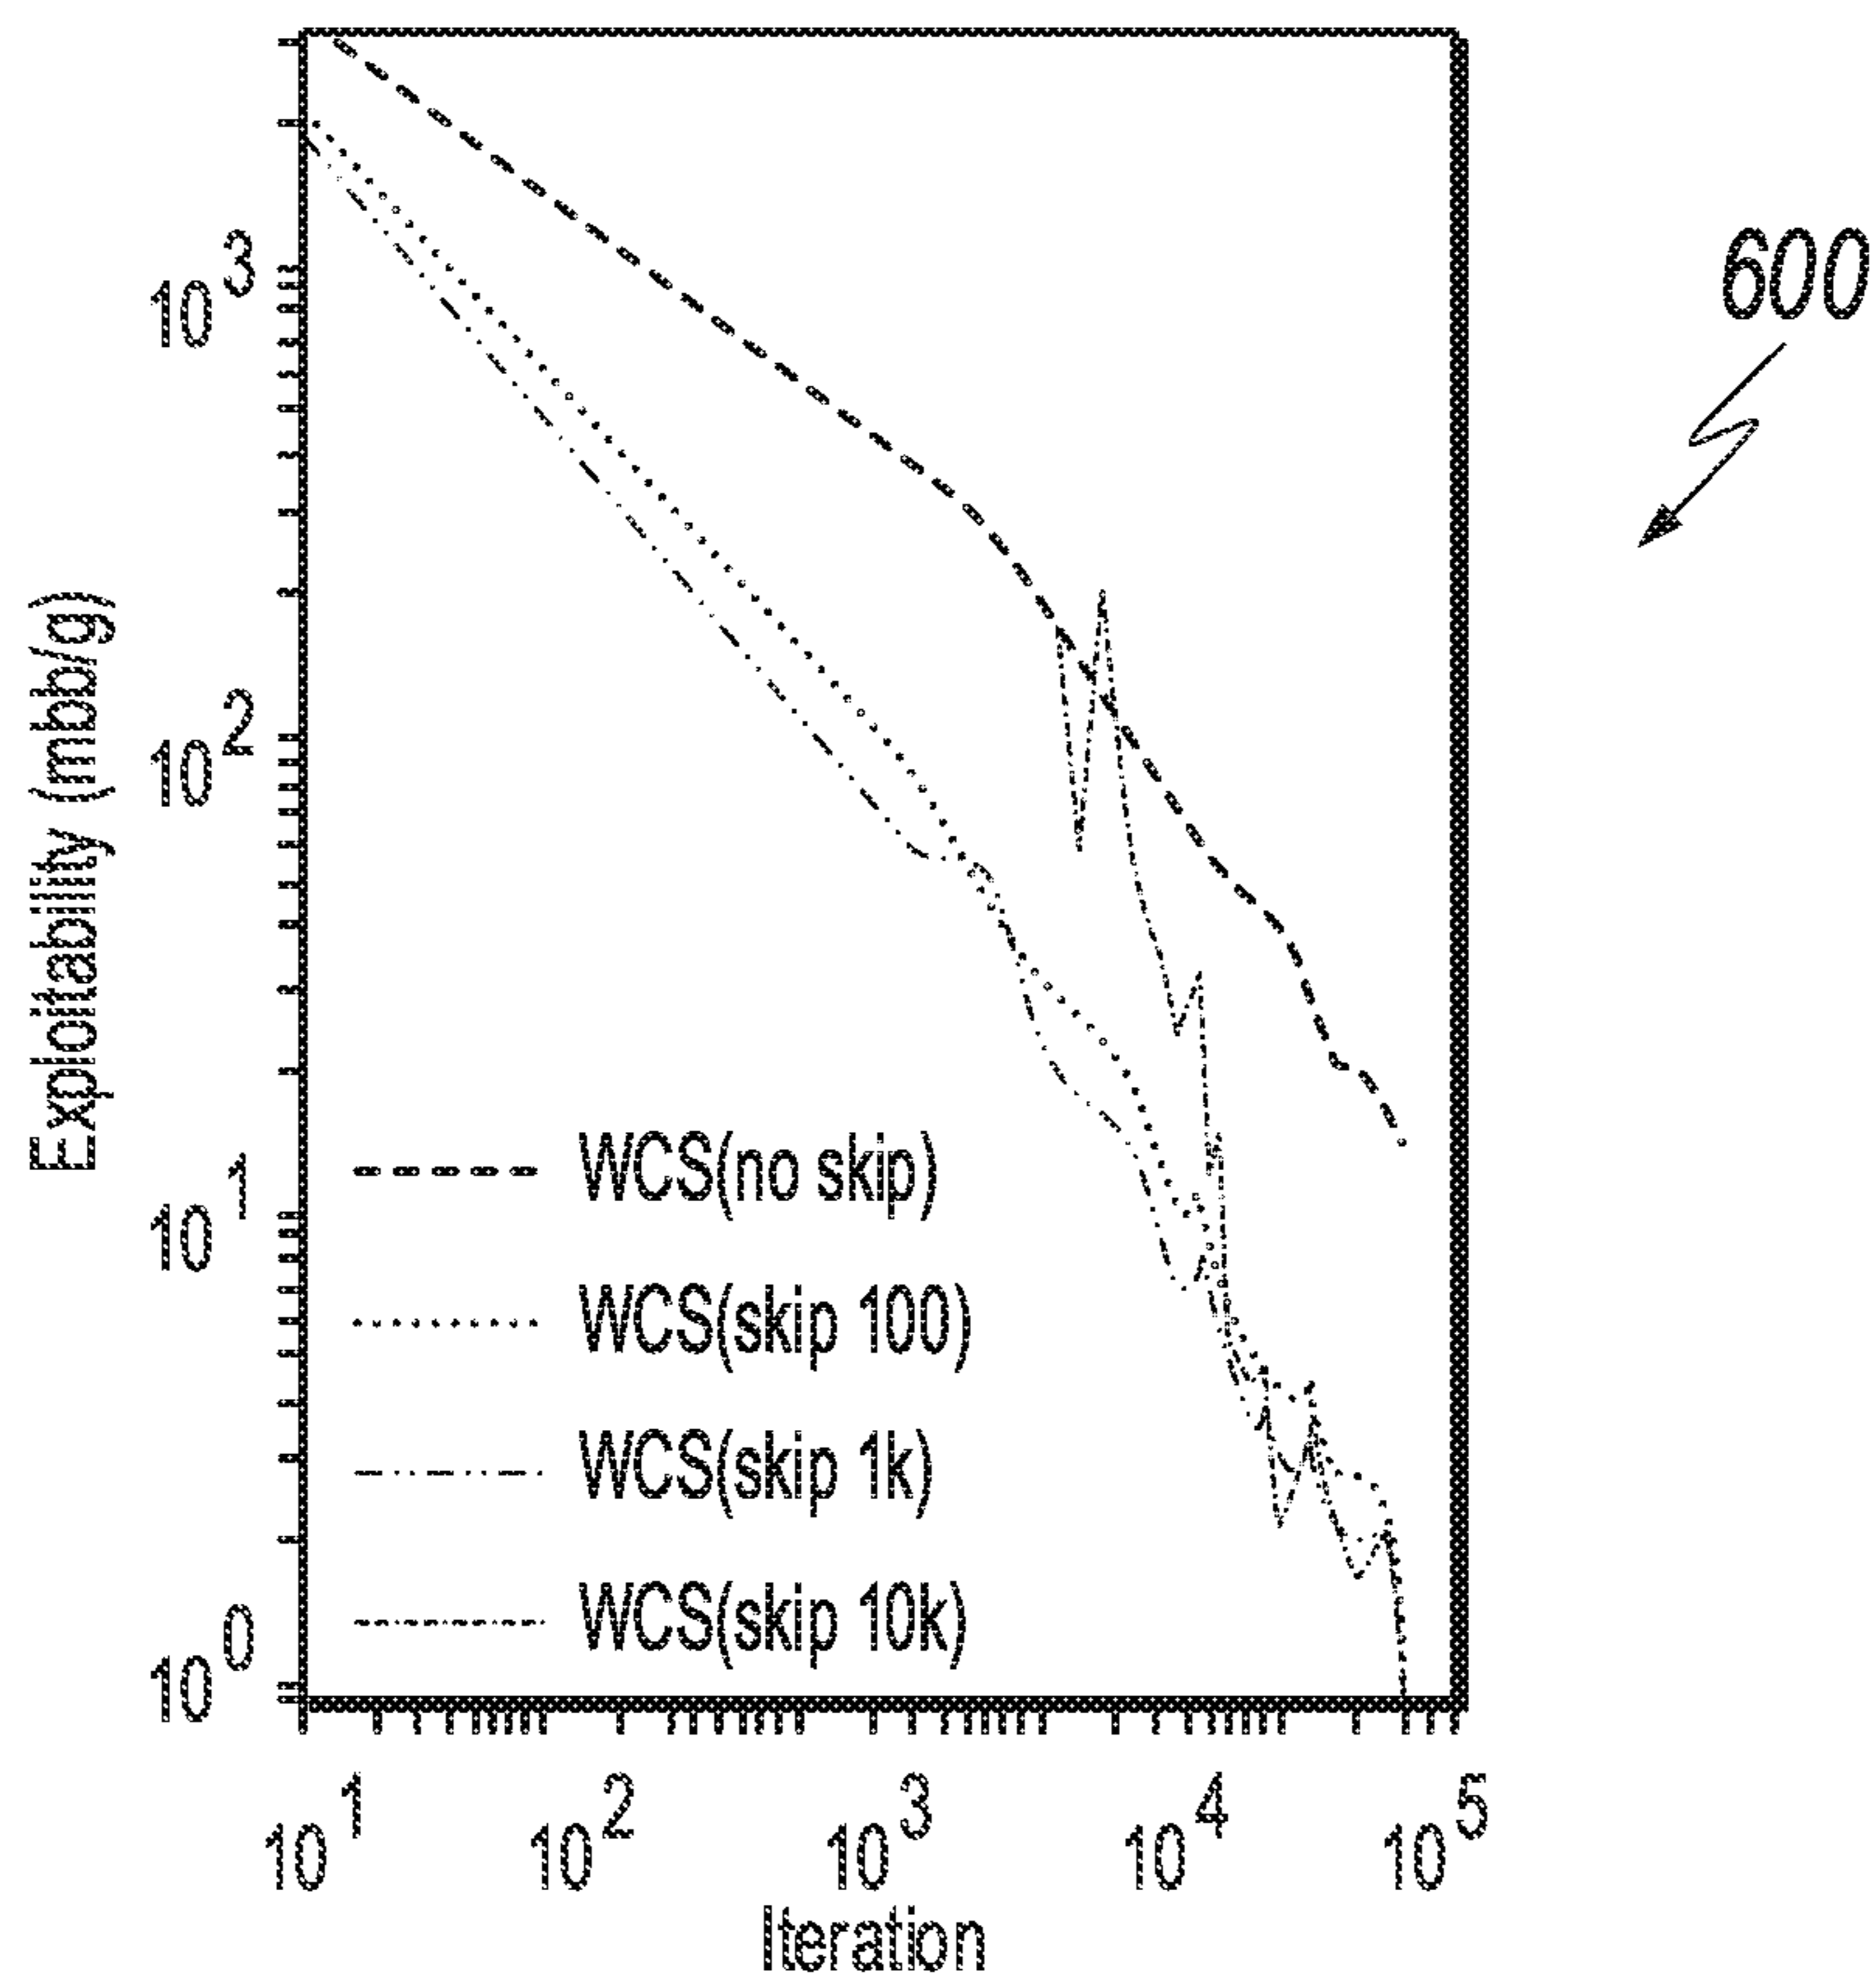 600
Exploitability (mbb/g)
10^3
10^2
10^1
10^0
WCS(no skip)
WCS(skip 100)
WCS(skip 1k)
WCS(skip 10k)
10^1 10^2 10^3 10^4 10^5
Iteration